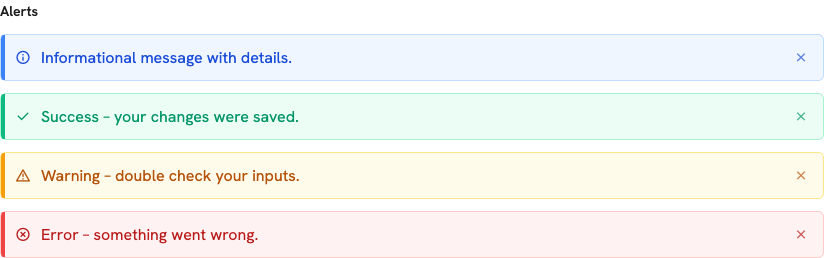 Alerts
Informational message with details.
Success – your changes were saved.
Warning – double check your inputs.
Error – something went wrong.